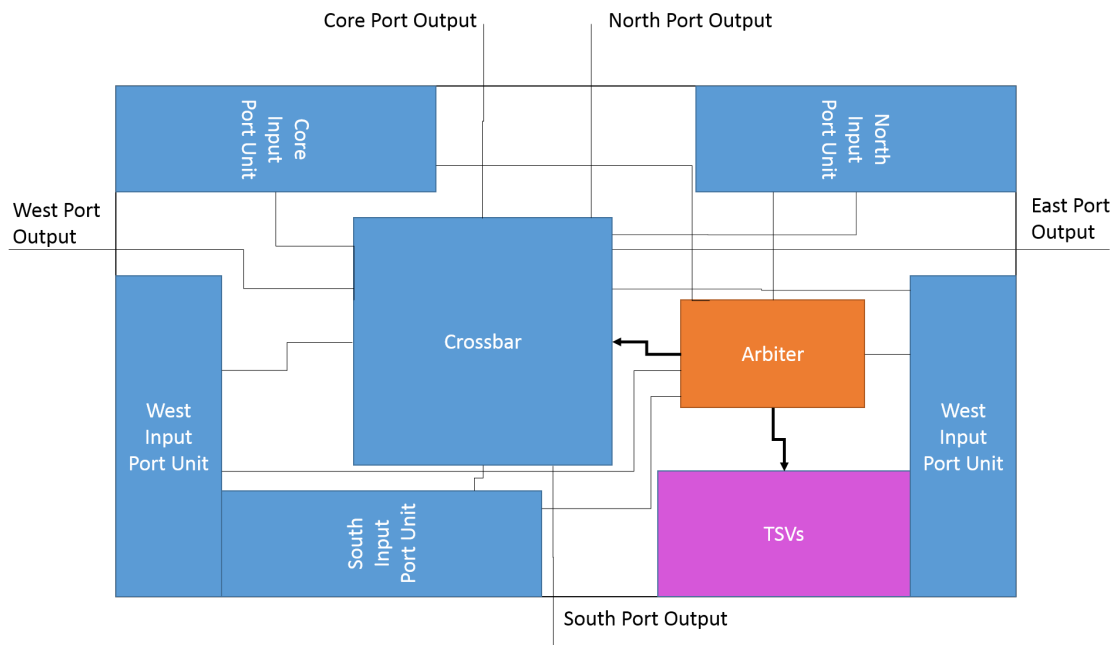 Core Port Output
North Port Output
Core
Input
Port Unit
North
Input
Port Unit
West Port
Output
East Port
Output
Crossbar
Arbiter
West
Input
Port Unit
West
Input
Port Unit
South
Input
Port Unit
TSVs
South Port Output